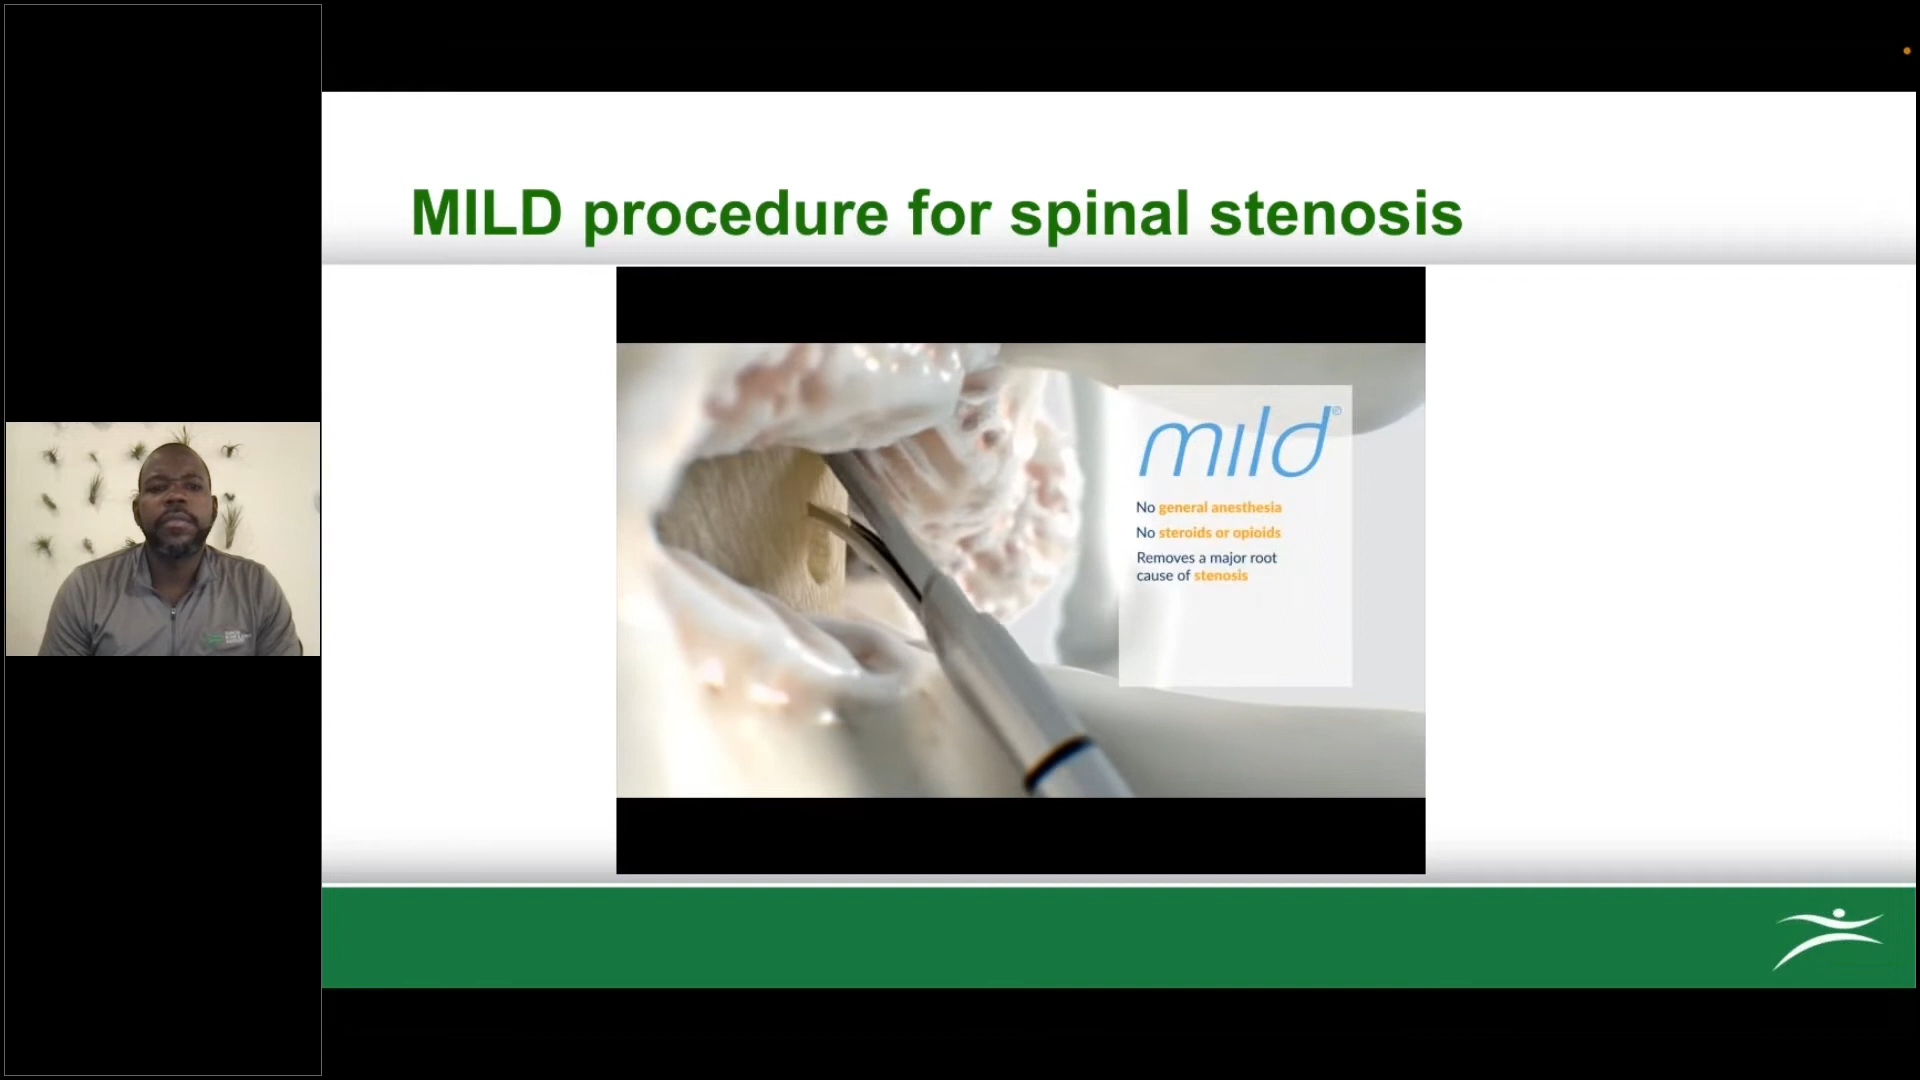 MILD procedure for spinal stenosis
mild®
No general anesthesia
No steroids or opioids
Removes a major root
cause of stenosis